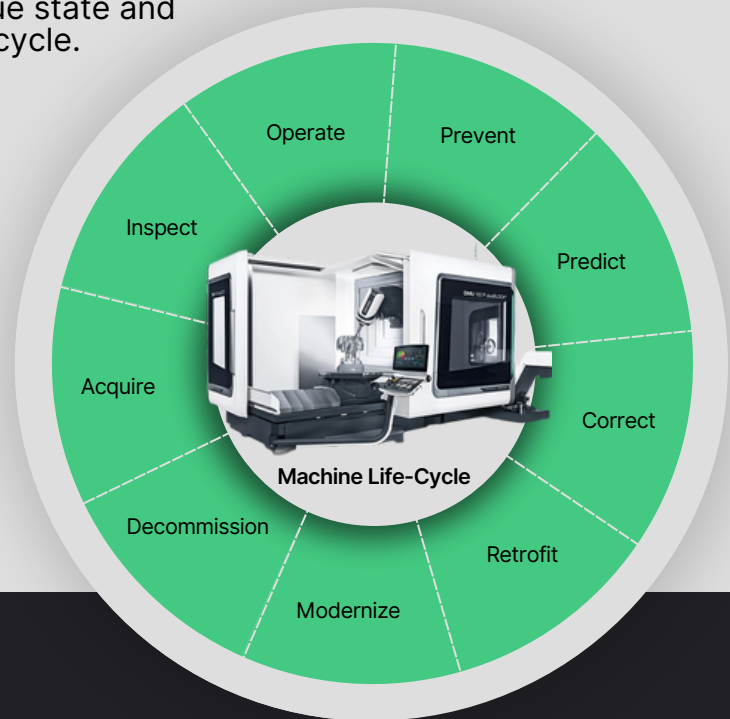 ue state and
cycle.
Operate
Prevent
Inspect
Predict
Acquire
Correct
Machine Life-Cycle
Decommission
Retrofit
Modernize